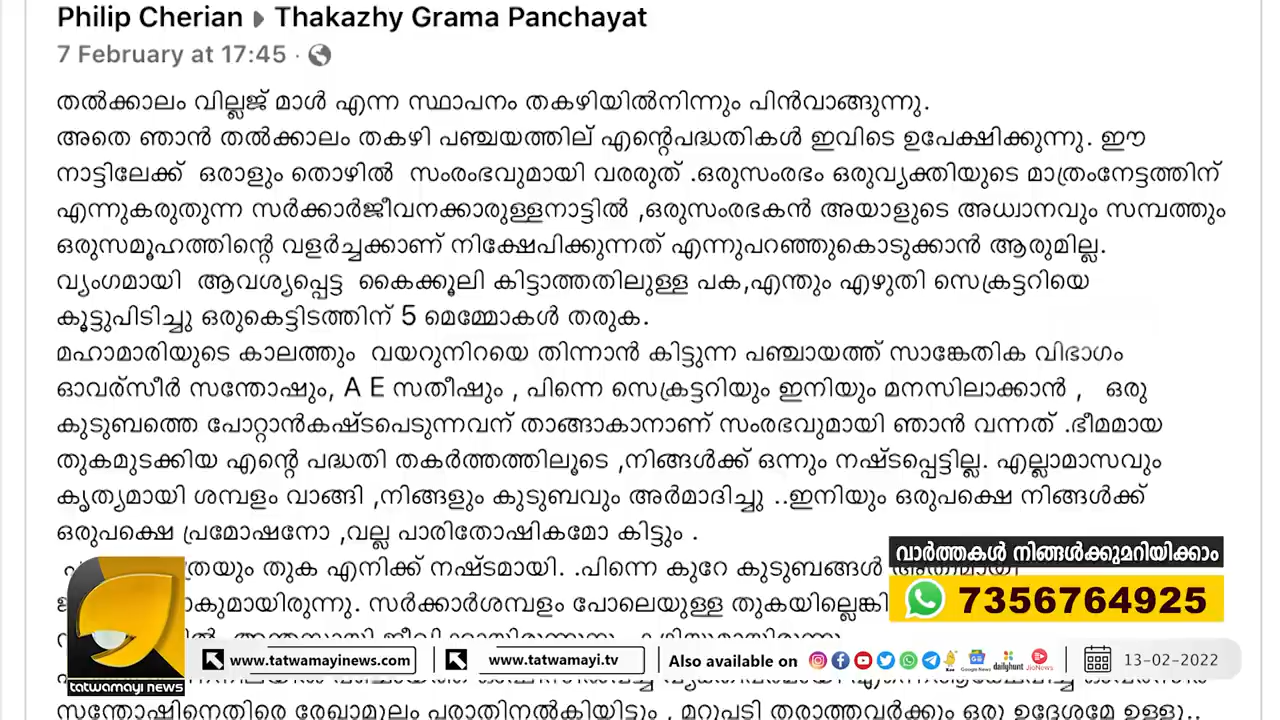 Philip Cherian ▸ Thakazhy Grama Panchayat
7 February at 17:45 ·
തൽക്കാലം വില്ലജ് മാൾ എന്ന സ്ഥാപനം തകഴിയിൽനിന്നും പിൻവാങ്ങുന്നു.
അതെ ഞാൻ തൽക്കാലം തകഴി പഞ്ചയത്തില് എന്റെപദ്ധതികൾ ഇവിടെ ഉപേക്ഷിക്കുന്നു. ഈ
നാട്ടിലേക്ക് ഒരാളും തൊഴിൽ സംരംഭവുമായി വരരുത് .ഒരുസംരഭം ഒരുവ്യക്തിയുടെ മാത്രംനേട്ടത്തിന്
എന്നുകരുതുന്ന സർക്കാർജീവനക്കാരുള്ളനാട്ടിൽ ,ഒരുസംരഭകൻ അയാളുടെ അധ്വാനവും സമ്പത്തും
ഒരുസമൂഹത്തിന്റെ വളർച്ചക്കാണ് നിക്ഷേപിക്കുന്നത് എന്നുപറഞ്ഞുകൊടുക്കാൻ ആരുമില്ല.
വ്യംഗമായി ആവശ്യപ്പെട്ട കൈക്കൂലി കിട്ടാത്തതിലുള്ള പക,എന്തും എഴുതി സെക്രട്ടറിയെ
കൂട്ടുപിടിച്ചു ഒരുകെട്ടിടത്തിന് 5 മെമ്മോകൾ തരുക.
മഹാമാരിയുടെ കാലത്തും വയറുനിറയെ തിന്നാൻ കിട്ടുന്ന പഞ്ചായത്ത് സാങ്കേതിക വിഭാഗം
ഓവര്സീർ സന്തോഷും, A E സതീഷും , പിന്നെ സെക്രട്ടറിയും ഇനിയും മനസിലാക്കാൻ , ഒരു
കുടുബത്തെ പോറ്റാൻകഷ്ടപെടുന്നവന് താങ്ങാകാനാണ് സംരഭവുമായി ഞാൻ വന്നത് .ഭീമമായ
തുകമുടക്കിയ എന്റെ പദ്ധതി തകർത്തത്തിലൂടെ ,നിങ്ങൾക്ക് ഒന്നും നഷ്ടപ്പെട്ടില്ല. എല്ലാമാസവും
കൃത്യമായി ശമ്പളം വാങ്ങി ,നിങ്ങളും കുടുബവും അർമാദിച്ചു ..ഇനിയും ഒരുപക്ഷെ നിങ്ങൾക്ക്
ഒരുപക്ഷെ പ്രമോഷനോ ,വല്ല പാരിതോഷികമോ കിട്ടും .
തുക എനിക്ക് നഷ്ടമായി. .പിന്നെ കുറേ കുടുബങ്ങൾ
സർക്കാർശമ്പളം പോലെയുള്ള
സന്തോഷിനെതിരെ രേഖാമൂലം പരാതിനൽകിയിട്ടും , മറുപടി തരാത്തവർക്കും ഒരു ഉദ്ദേശമേ ഉള്ളു..
വാർത്തകൾ നിങ്ങൾക്കുമറിയിക്കാം
7356764925
tatwamayi news
www.tatwamayinews.com
www.tatwamayi.tv
Also available on
Google News
dailyhunt
JioNews
13-02-2022